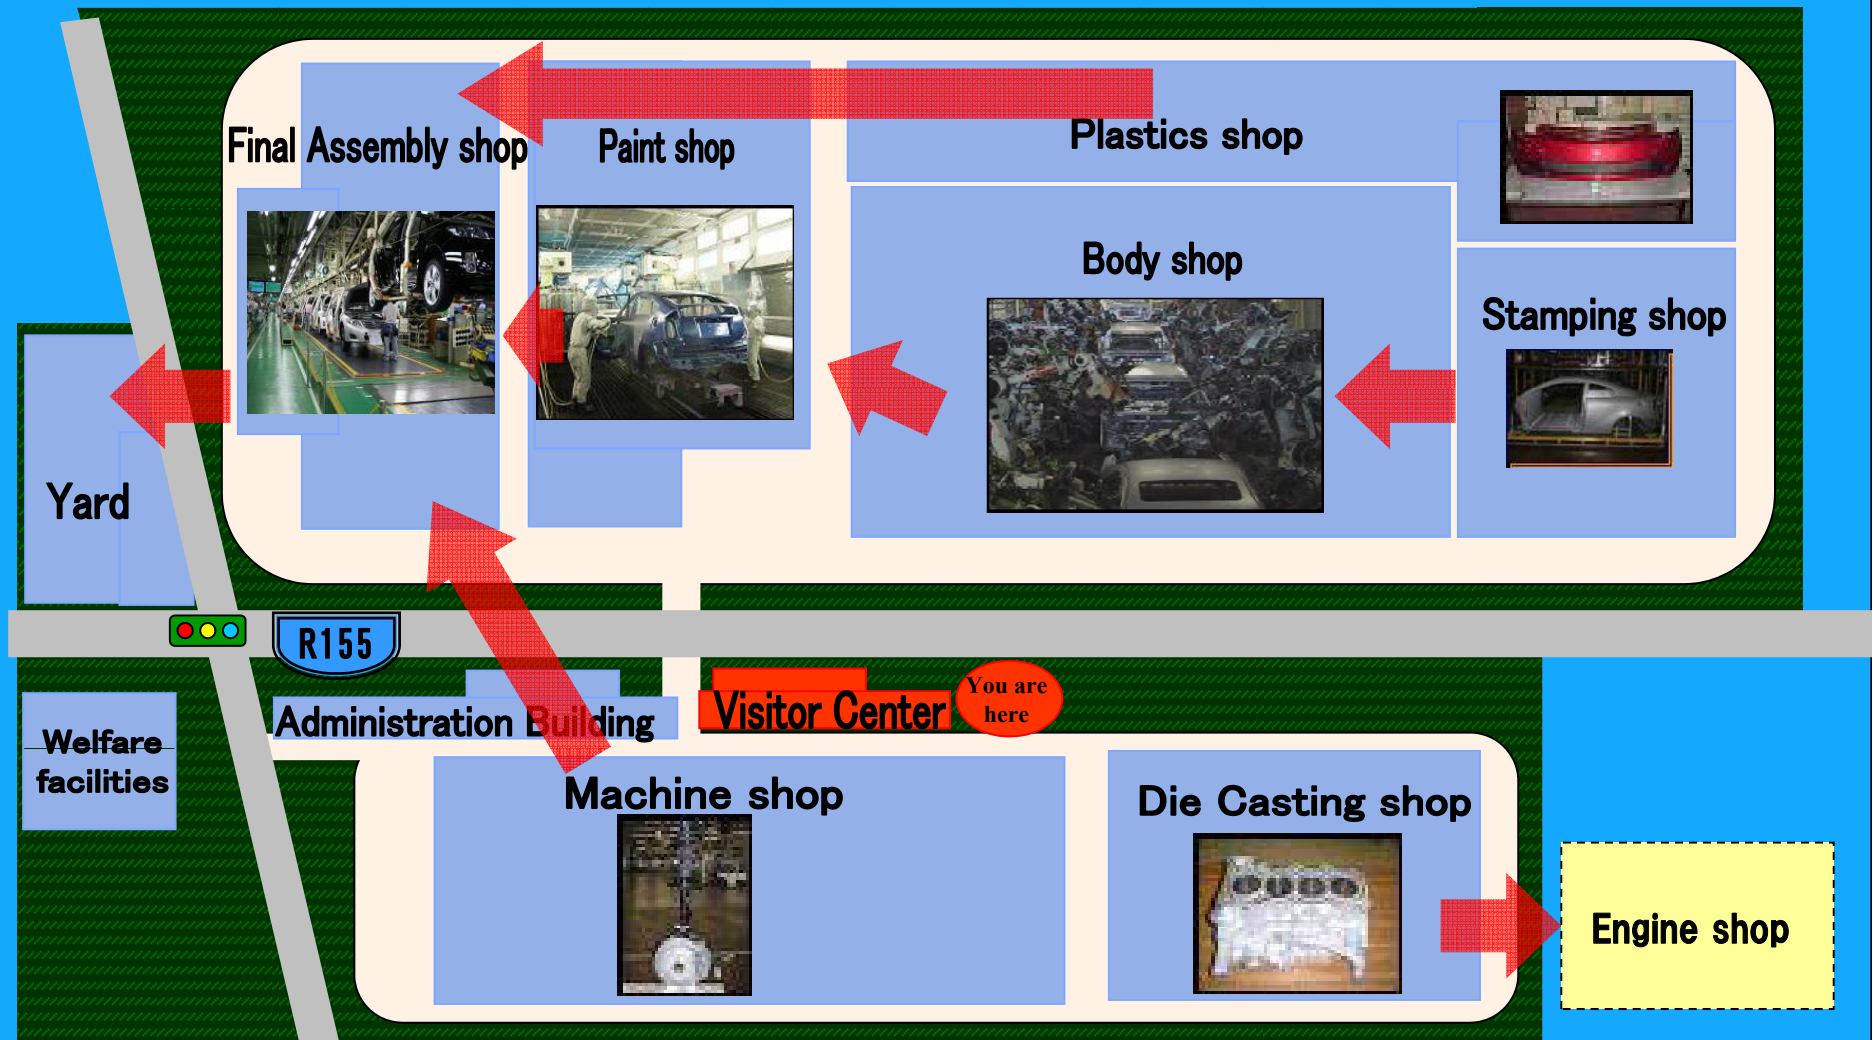 Final Assembly shop
Paint shop
Plastics shop
Body shop
Stamping shop
Yard
R155
Administration Building
Visitor Center
You are
here
Welfare
facilities
Machine shop
Die Casting shop
Engine shop